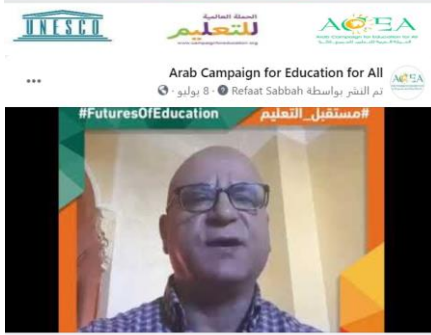 UNESCO
الحملة العالمية
للتعليم
www.campaignforeducation.org
ACEA
Arab Campaign for Education for All
Arab Campaign for Education for All
تم النشر بواسطة Refaat Sabbah · 8 يوليو ·
#FuturesOfEducation
#مستقبل_التعليم